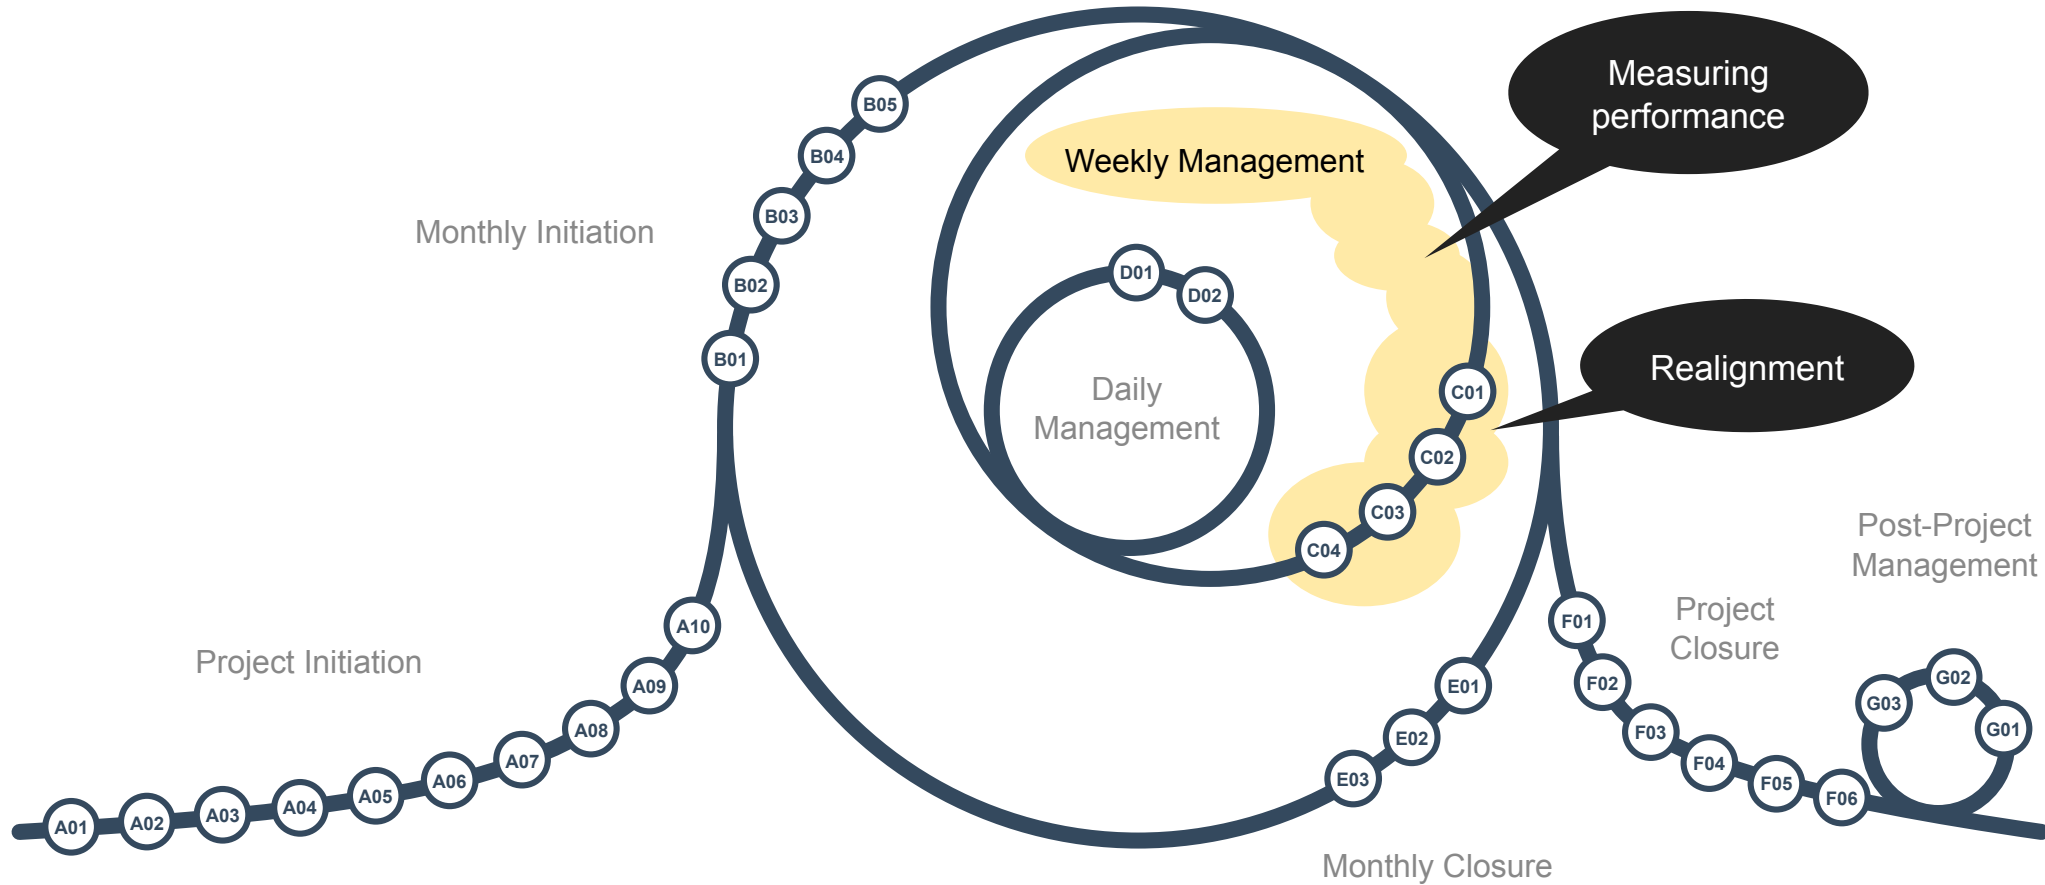 Measuring
performance
B05
B04
Weekly Management
B03
Monthly Initiation
D01
B02
D02
B01
Realignment
Daily
Management
C01
C02
C03
C04
Post-Project
Management
Project
Closure
A10
F01
Project Initiation
A09
E01
F02
G02
G03
A08
E02
F03
G01
A07
F04
A06
E03
F05
A05
F06
A04
A03
A02
A01
Monthly Closure